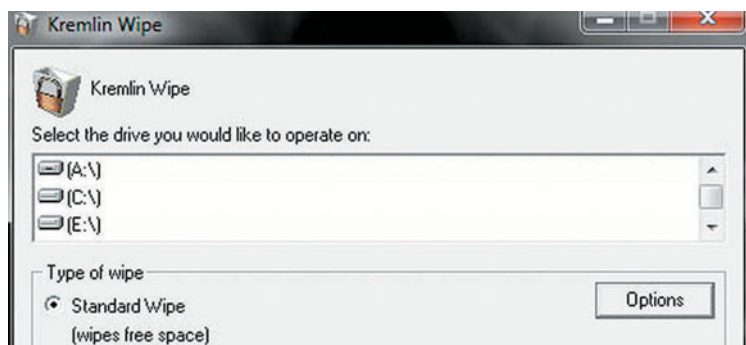 Kremlin Wipe
Kremlin Wipe
Select the drive you would like to operate on:
(A:\)
(C:\)
(E:\)
Type of wipe
Standard Wipe
Options
(wipes free space)